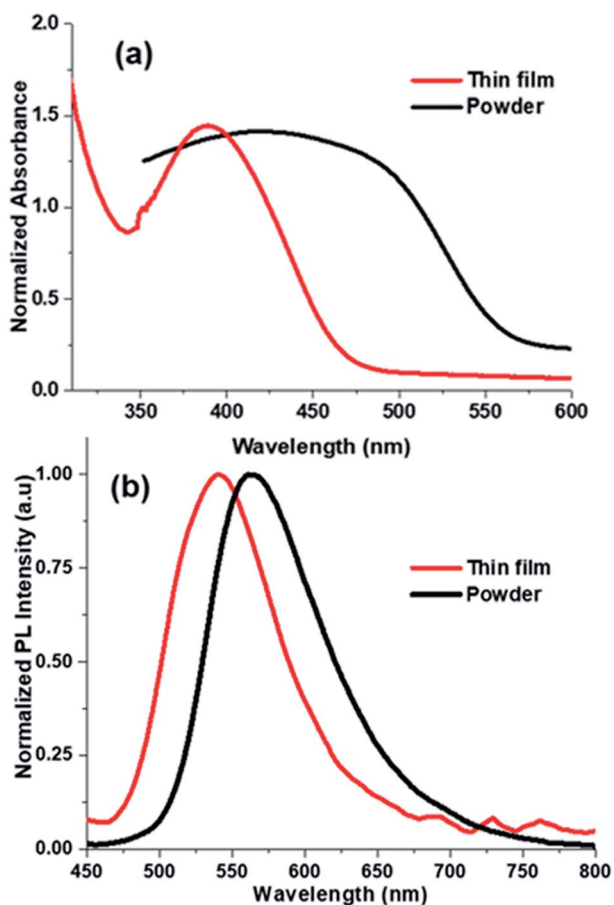 2.0
(a)
Thin film
Powder
1.5
1.0
0.5
0.0
Normalized Absorbance
350 400 450 500 550 600
Wavelength (nm)
1.00
(b)
Thin film
Powder
0.75
0.50
0.25
0.00
Normalized PL Intensity (a.u)
450 500 550 600 650 700 750 800
Wavelength (nm)